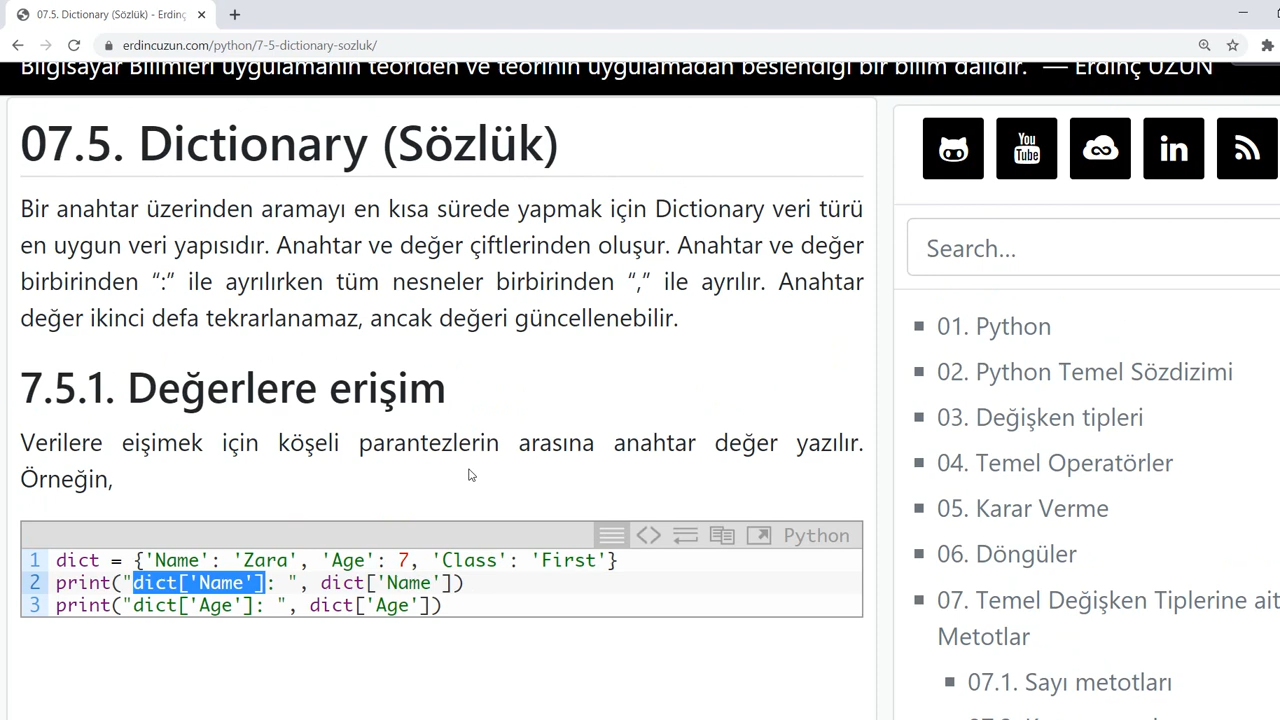 07.5. Dictionary (Sözlük) - Erdinç
erdincuzun.com/python/7-5-dictionary-sozluk/
Bilgisayar Bilimleri uygulamanın teoriden ve teorinin uygulamadan beslendiği bir bilim dalıdır. — Erdinç UZUN
07.5. Dictionary (Sözlük)
Bir anahtar üzerinden aramayı en kısa sürede yapmak için Dictionary veri türü
en uygun veri yapısıdır. Anahtar ve değer çiftlerinden oluşur. Anahtar ve değer
birbirinden “:” ile ayrılırken tüm nesneler birbirinden “,” ile ayrılır. Anahtar
değer ikinci defa tekrarlanamaz, ancak değeri güncellenebilir.
7.5.1. Değerlere erişim
Verilere eişimek için köşeli parantezlerin arasına anahtar değer yazılır.
Örneğin,
Python
1 dict = {'Name': 'Zara', 'Age': 7, 'Class': 'First'}
2 print("dict['Name']: ", dict['Name'])
3 print("dict['Age']: ", dict['Age'])
You
Tube
in
Search...
01. Python
02. Python Temel Sözdizimi
03. Değişken tipleri
04. Temel Operatörler
05. Karar Verme
06. Döngüler
07. Temel Değişken Tiplerine ait
Metotlar
07.1. Sayı metotları